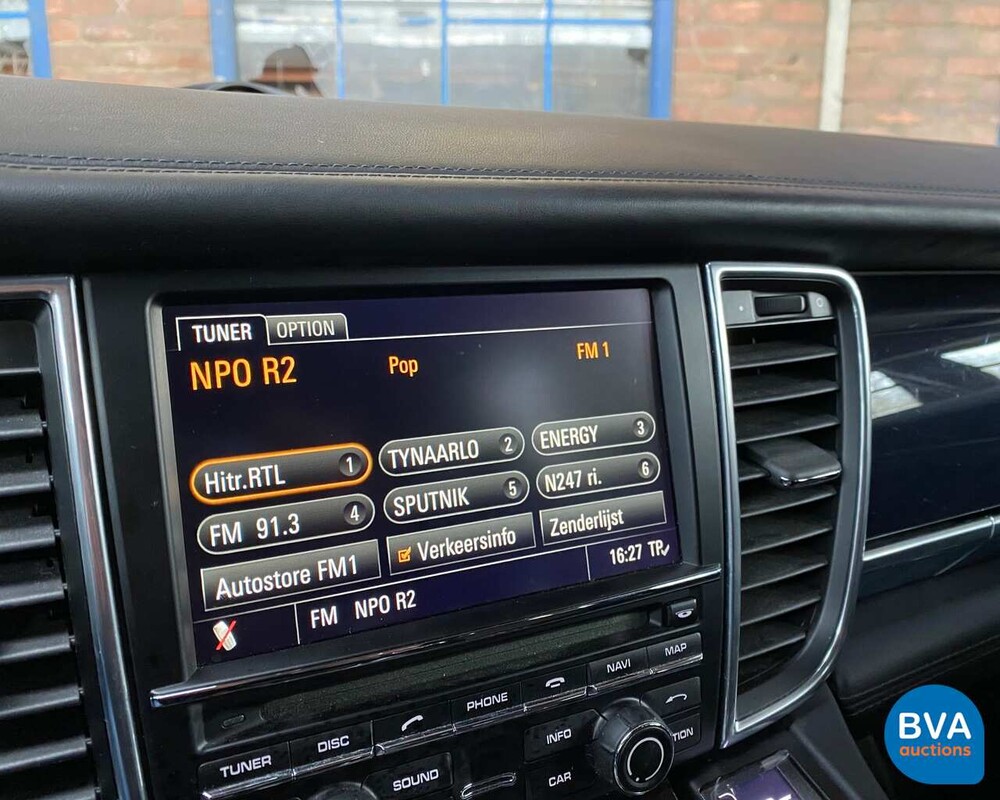 TUNER OPTION
NPO R2 Pop FM 1
Hitr.RTL 1 TYNAARLO 2 ENERGY 3
FM 91.3 4 SPUTNIK 5 N247 ri. 6
Autostore FM1 Verkeersinfo Zenderlijst
FM NPO R2 16:27 TP
TUNER DISC PHONE NAVI MAP
SOUND INFO CAR TION
BVA
auctions